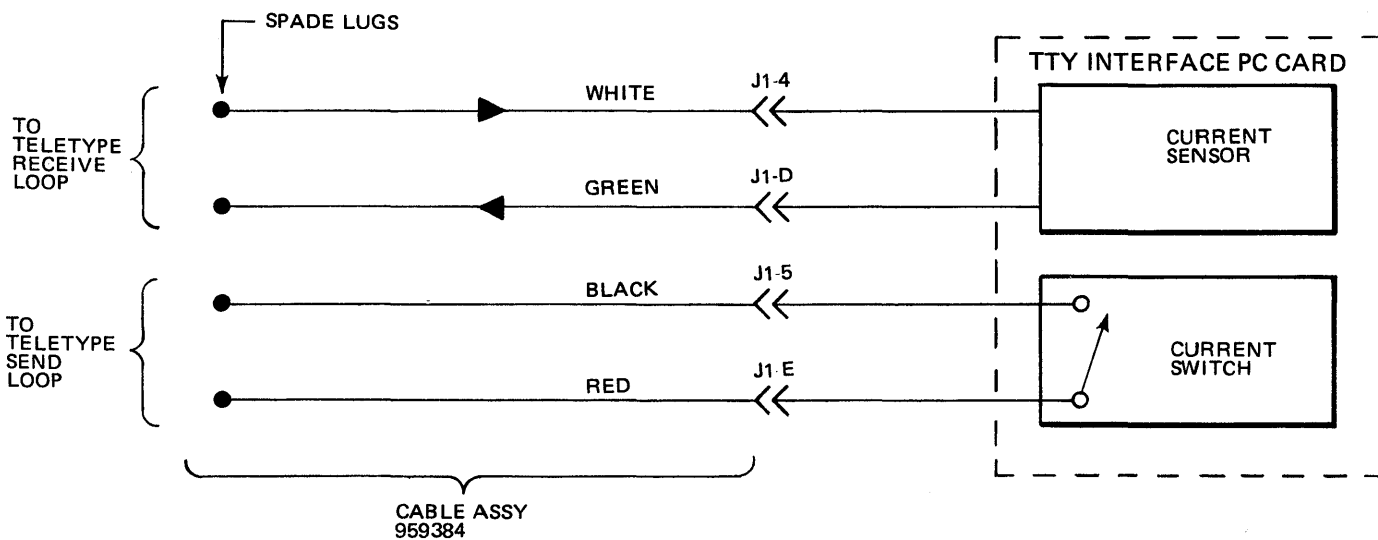 SPADE LUGS
TTY INTERFACE PC CARD
TO
TELETYPE
RECEIVE
LOOP
WHITE
J1-4
CURRENT
SENSOR
GREEN
J1-D
TO
TELETYPE
SEND
LOOP
BLACK
J1-5
CURRENT
SWITCH
RED
J1-E
CABLE ASSY
959384